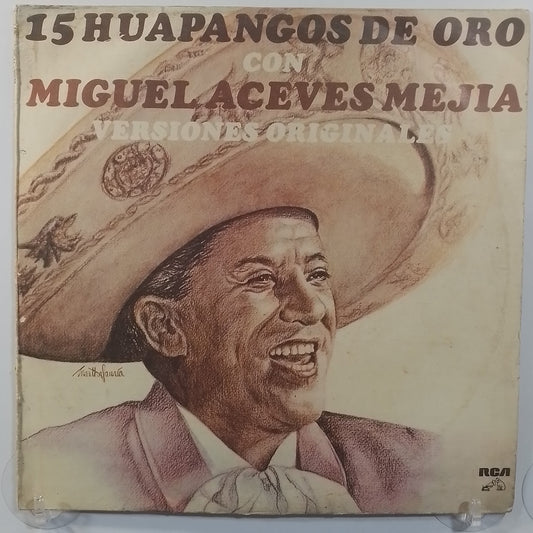 15 HUAPANGOS DE ORO
CON
MIGUEL ACEVES MEJIA
VERSIONES ORIGINALES
RCA